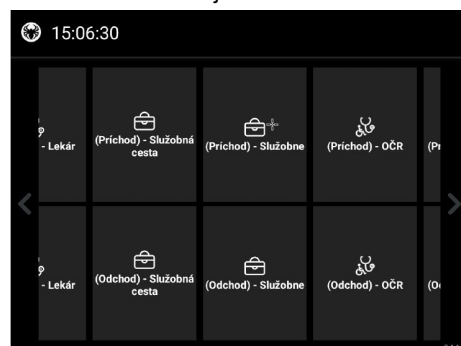 15:06:30
- Lekár
(Príchod) - Služobná
cesta
(Príchod) - Služobne
(Príchod) - OČR
(Pr
- Lekár
(Odchod) - Služobná
cesta
(Odchod) - Služobne
(Odchod) - OČR